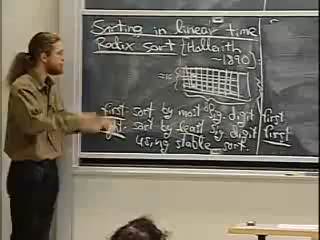 Sorting in linear time
Radix sort (Hollerith
~1890)
first: sort by most sig. digit first
right: sort by least sig. digit first
using stable sort.